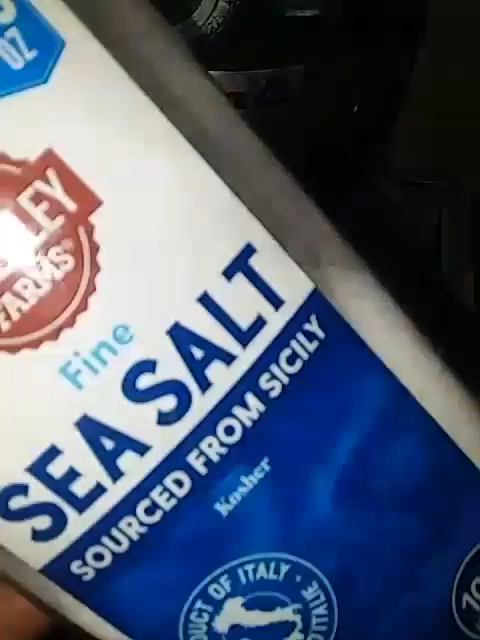 OZ
FARMS
Fine
SEA SALT
SOURCED FROM SICILY
Kosher
OF ITALY